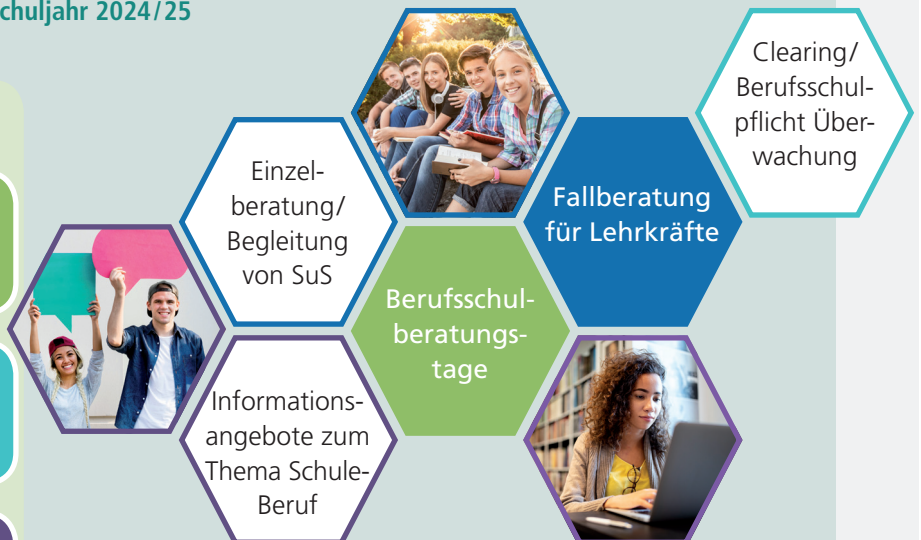 chuljahr 2024/25
Clearing/
Berufsschul-
pflicht Über-
wachung
Einzel-
beratung/
Begleitung
von SuS
Fallberatung
für Lehrkräfte
Berufsschul-
beratungs-
tage
Informations-
angebote zum
Thema Schule-
Beruf